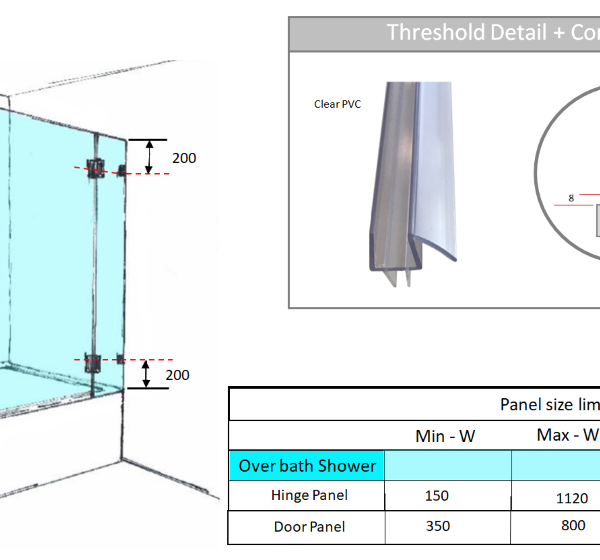 Threshold Detail + Con
Clear PVC
200
8
200
Panel size lim
Min - W Max - W
Over bath Shower
Hinge Panel 150 1120
Door Panel 350 800